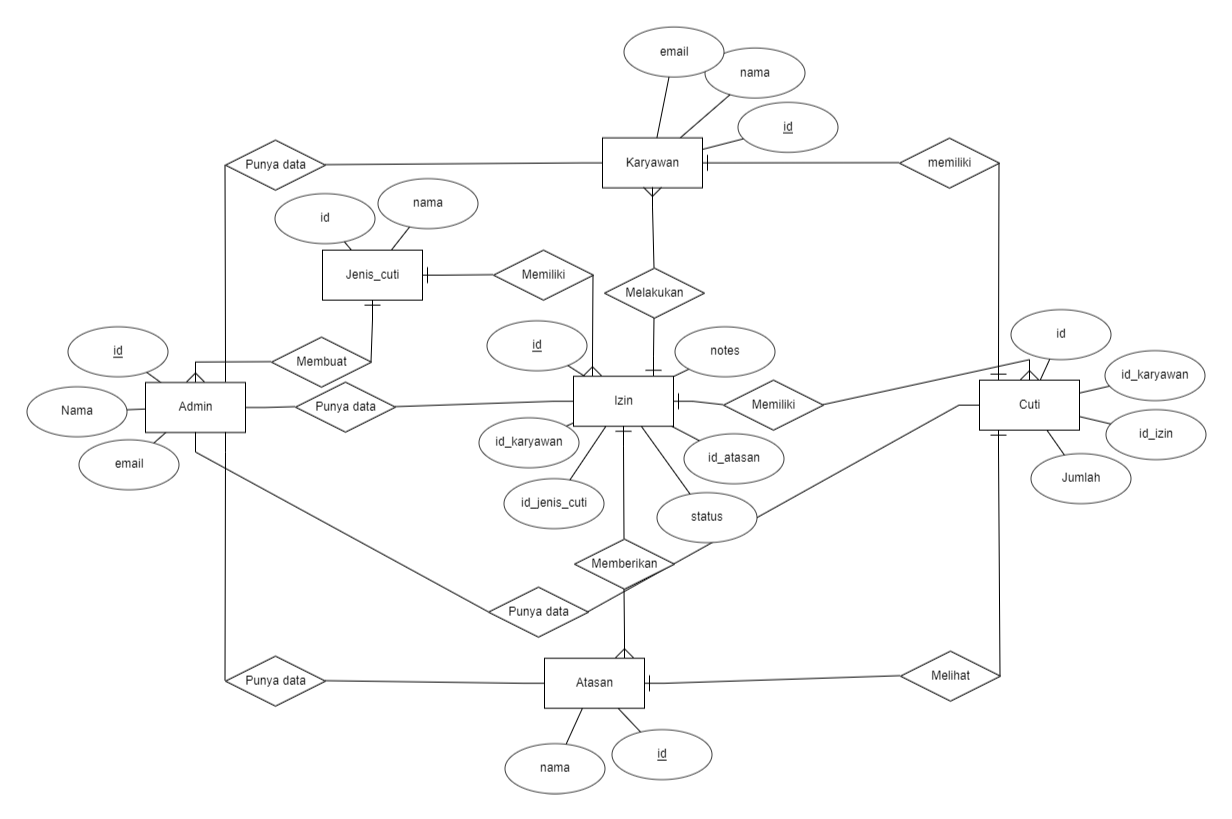 email
nama
id
Punya data
Karyawan
memiliki
id
nama
Jenis_cuti
Memiliki
Melakukan
id
Membuat
id
notes
id
id_karyawan
Nama
Admin
Punya data
Izin
Memiliki
Cuti
id_izin
email
id_karyawan
id_atasan
Jumlah
id_jenis_cuti
status
Memberikan
Punya data
Punya data
Atasan
Melihat
nama
id